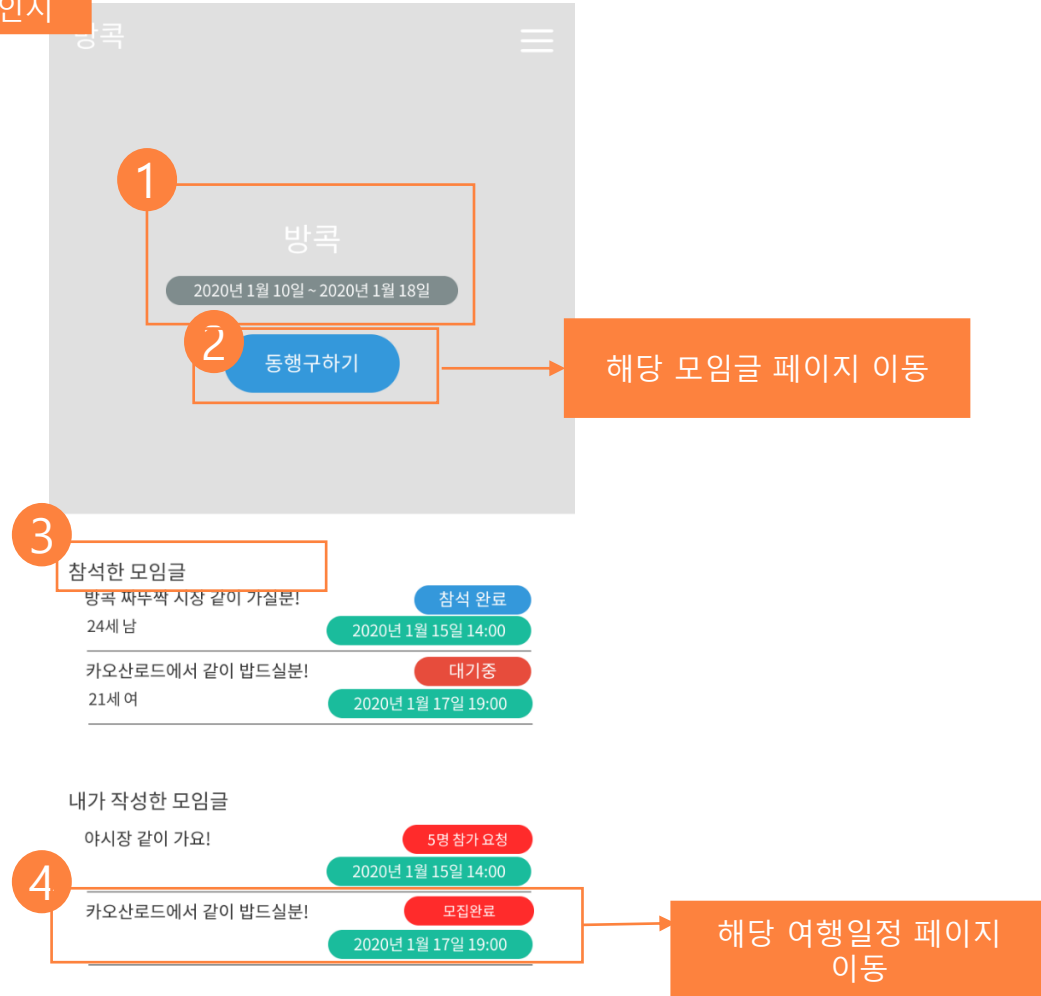 방콕
1
방콕
2020년 1월 10일 ~ 2020년 1월 18일
2
동행구하기
해당 모임글 페이지 이동
3
참석한 모임글
방콕 짜뚜짝 시장 같이 가실분!
참석 완료
24세 남
2020년 1월 15일 14:00
카오산로드에서 같이 밥드실분!
대기중
21세 여
2020년 1월 17일 19:00
내가 작성한 모임글
야시장 같이 가요!
5명 참가 요청
2020년 1월 15일 14:00
4
카오산로드에서 같이 밥드실분!
모집완료
2020년 1월 17일 19:00
해당 여행일정 페이지
이동